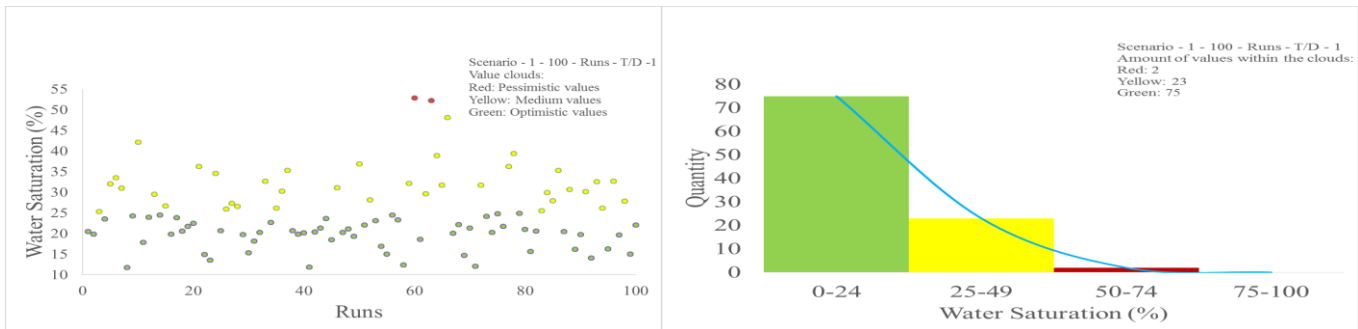 Scenario - 1 - 100 - Runs - T/D -1
Value clouds:
Red: Pessimistic values
Yellow: Medium values
Green: Optimistic values
Water Saturation (%)
55
50
45
40
35
30
25
20
15
10
0
20
40
60
80
100
Runs
Scenario - 1 - 100 - Runs - T/D - 1
Amount of values within the clouds:
Red: 2
Yellow: 23
Green: 75
Quantity
80
70
60
50
40
30
20
10
0
0-24
25-49
50-74
75-100
Water Saturation (%)